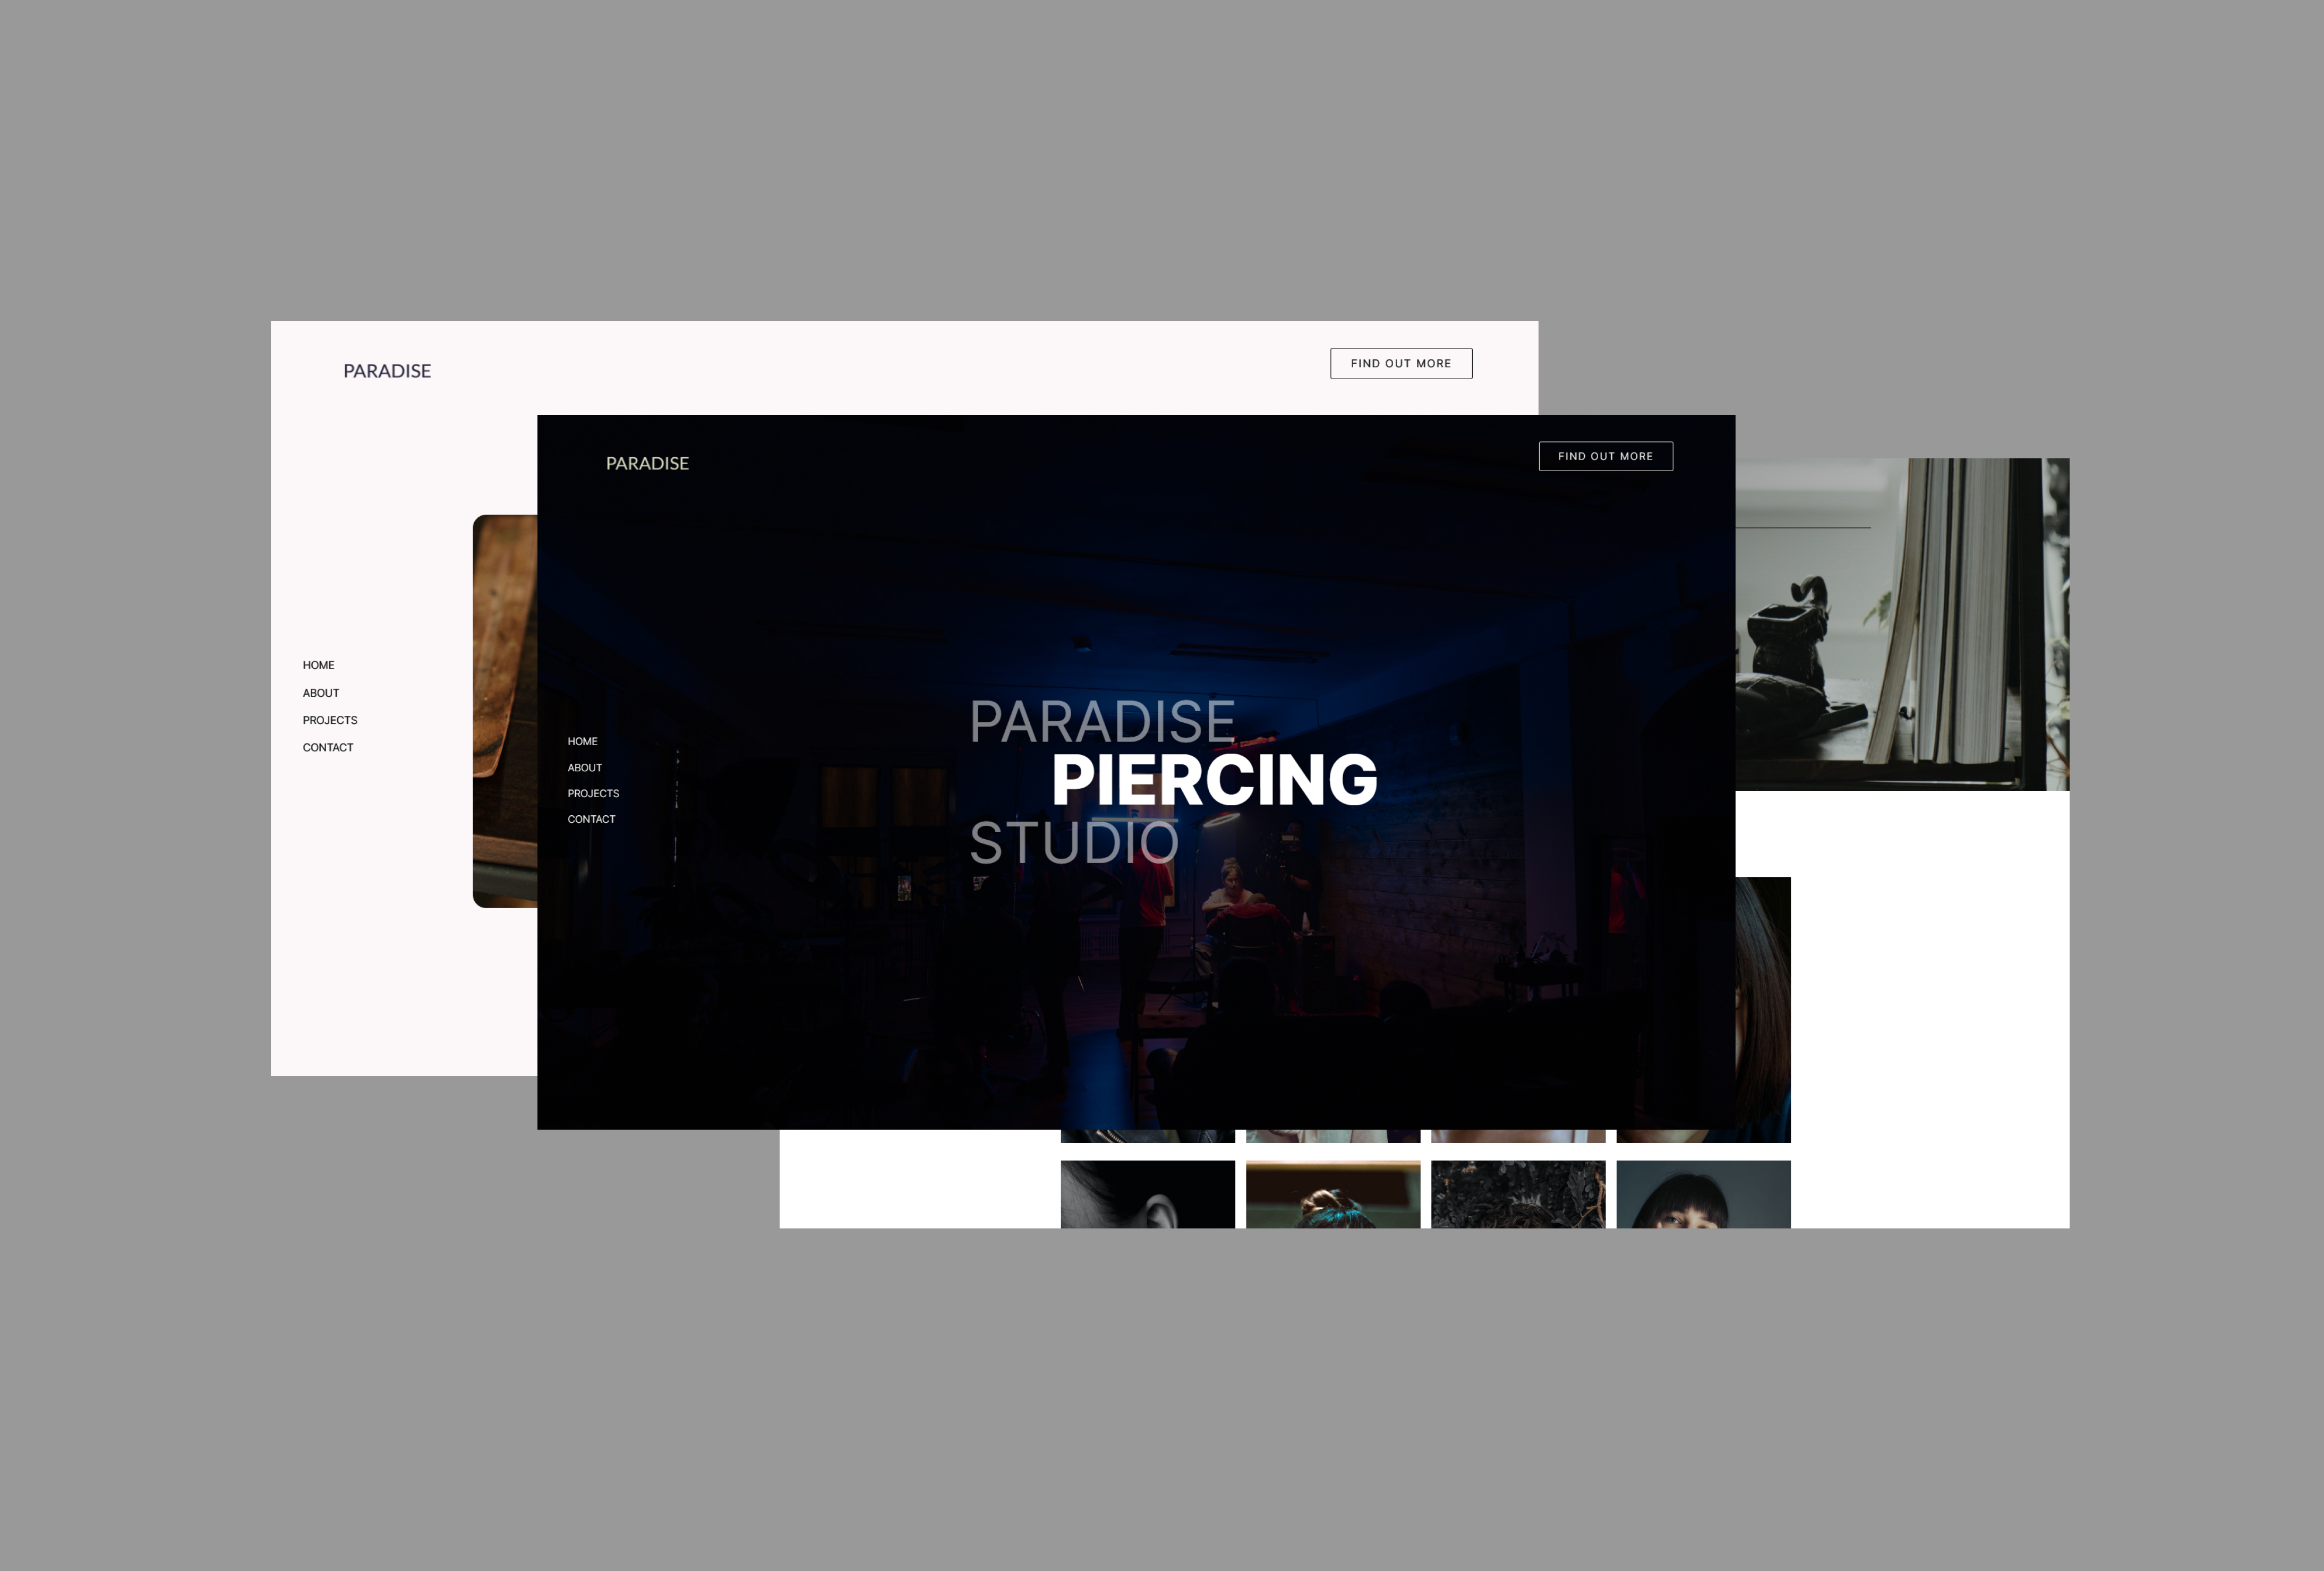 PARADISE
FIND OUT MORE
HOME
ABOUT
PROJECTS
CONTACT
PARADISE
FIND OUT MORE
HOME
ABOUT
PROJECTS
CONTACT
PARADISE
PIERCING
STUDIO